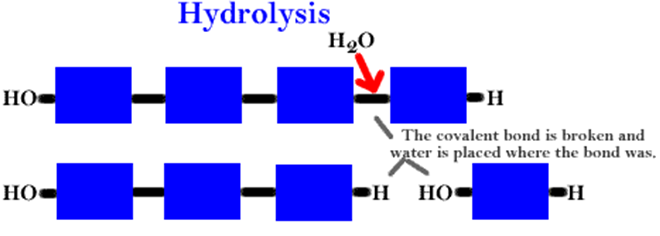 Hydrolysis
H2O
HO H
The covalent bond is broken and
water is placed where the bond was.
HO H HO H